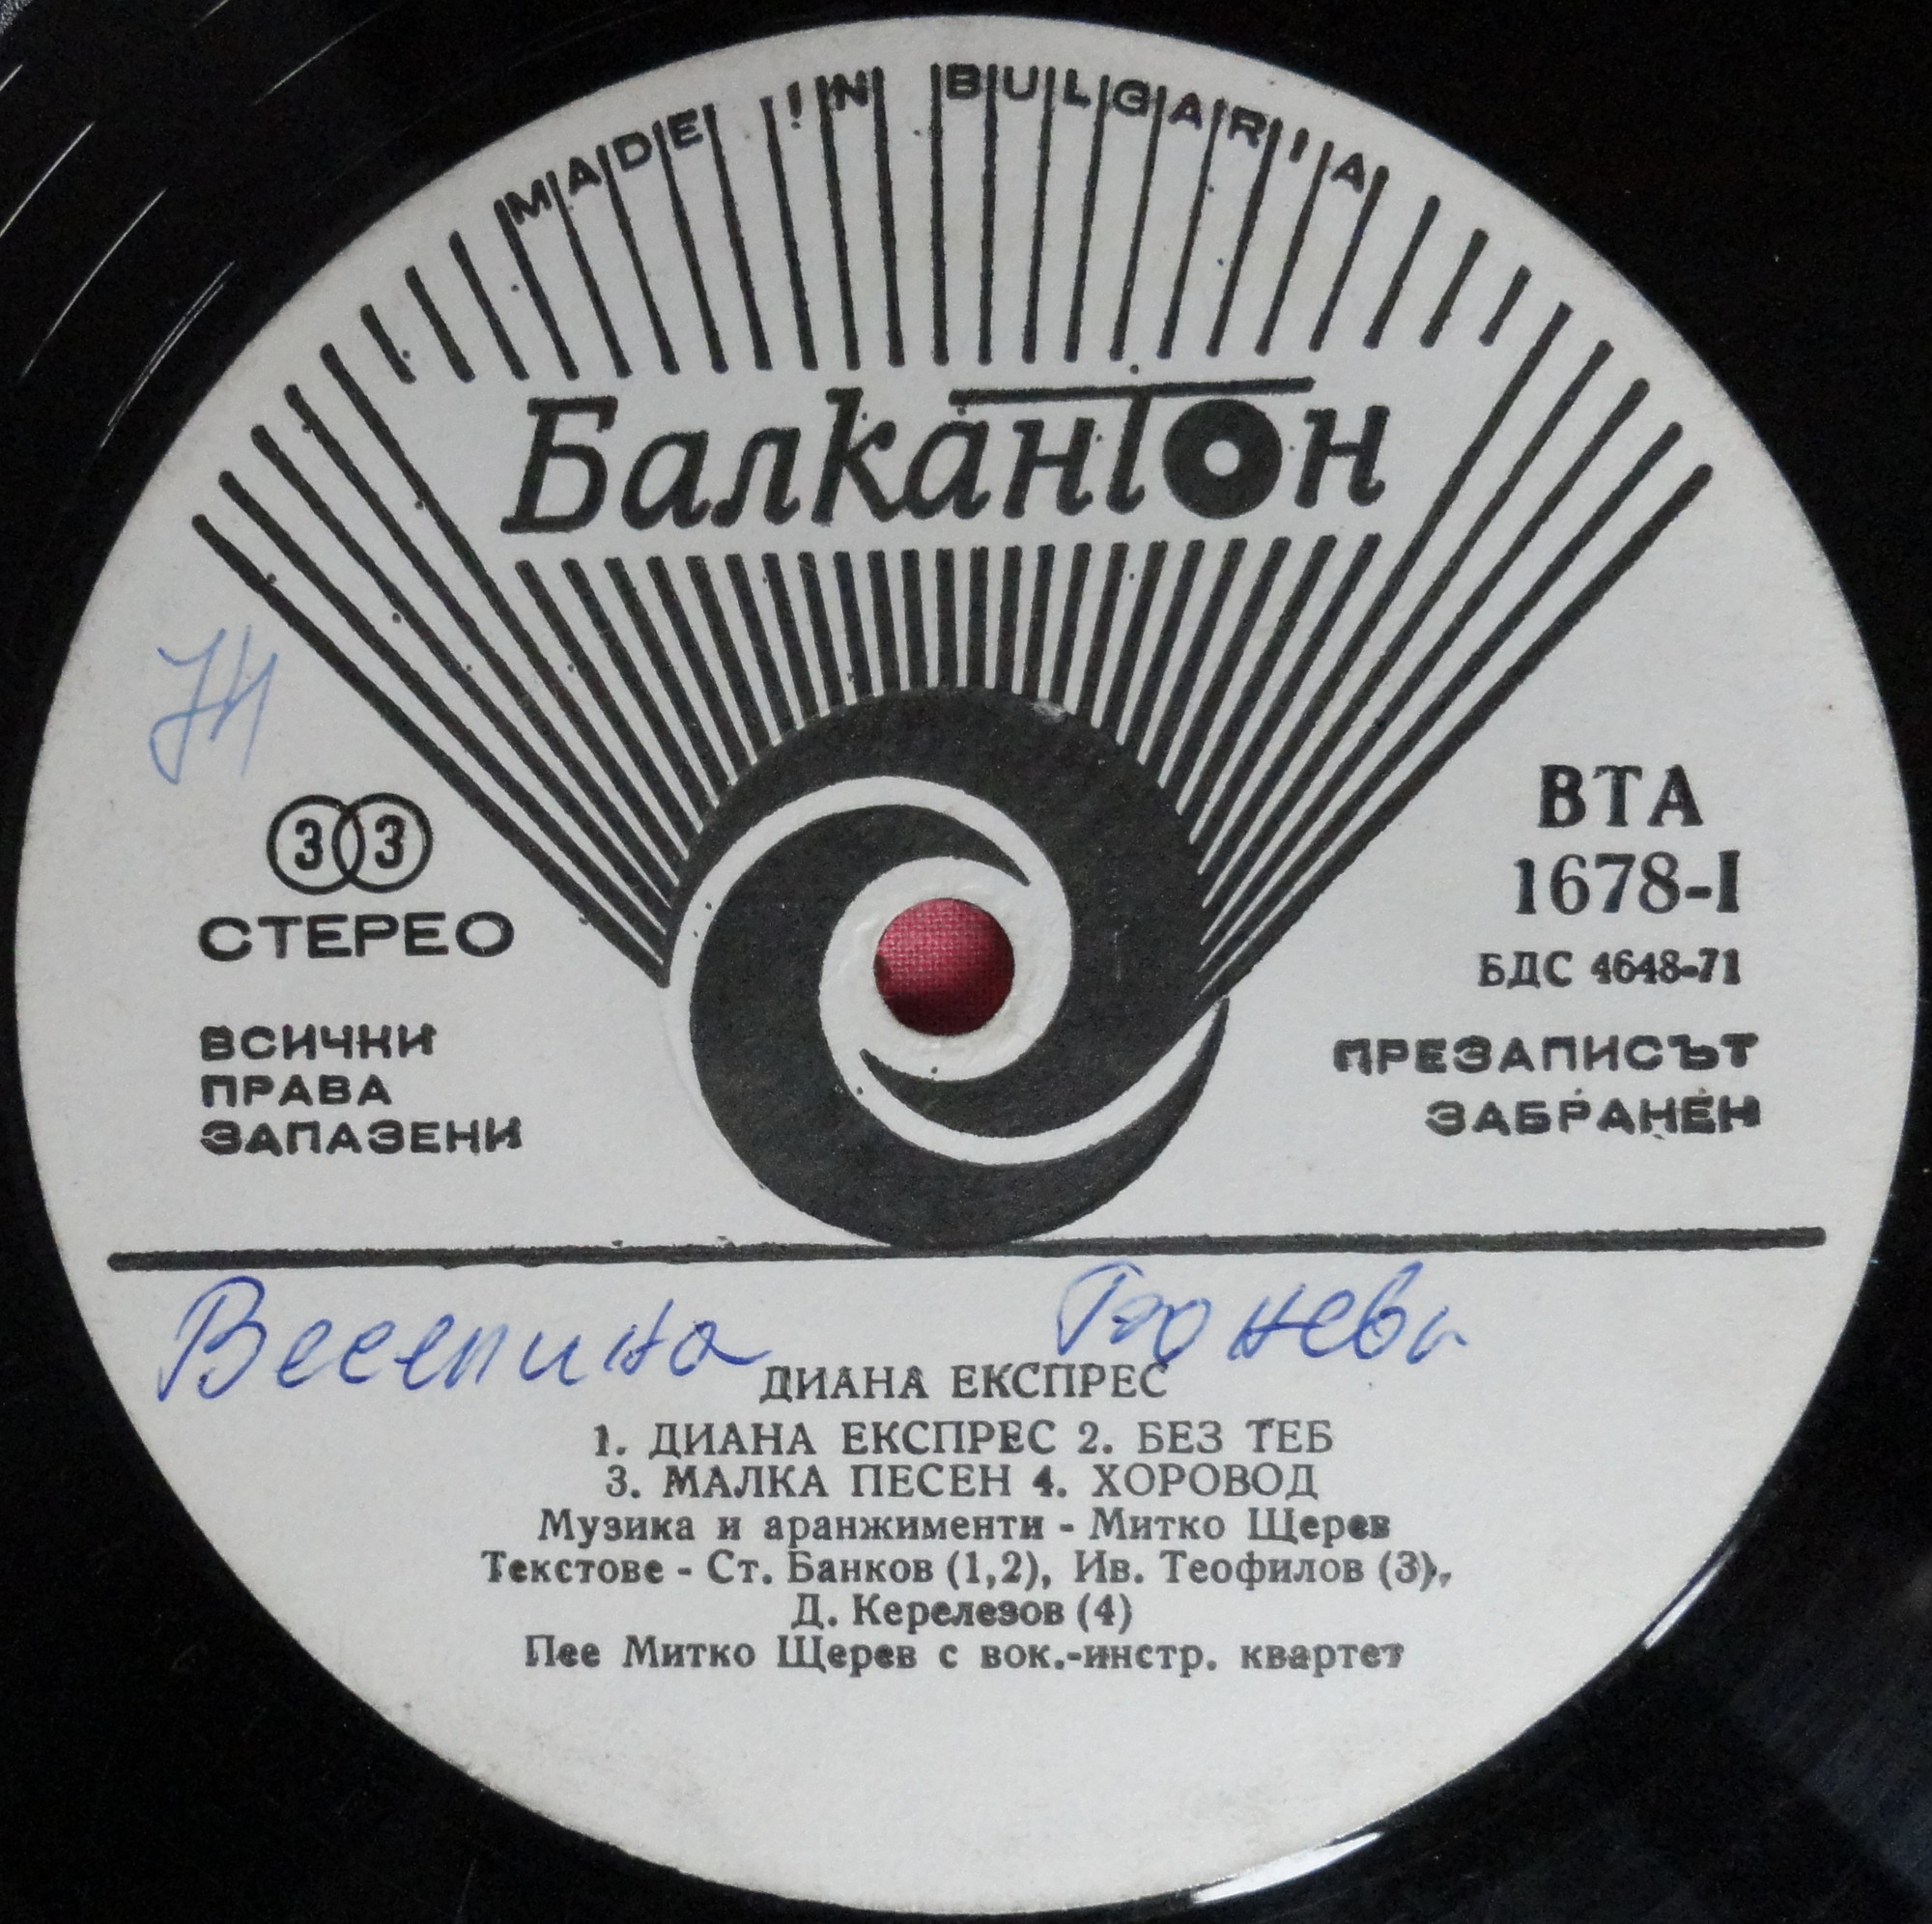 MADE IN BULGARIA
Балкантон
33
СТЕРЕО
ВСИЧКИ
ПРАВА
ЗАПАЗЕНИ
ВТА
1678-I
БДС 4648-71
ПРЕЗАПИСЪТ
ЗАБРАНЕН
Веселина
ДИАНА ЕКСПРЕС
1. ДИАНА ЕКСПРЕС 2. БЕЗ ТЕБ
3. МАЛКА ПЕСЕН 4. ХОРОВОД
Музика и аранжименти - Митко Щерев
Текстове - Ст. Банков (1,2), Ив. Теофилов (3),
Д. Керелезов (4)
Пее Митко Щерев с вок.-инстр. квартет